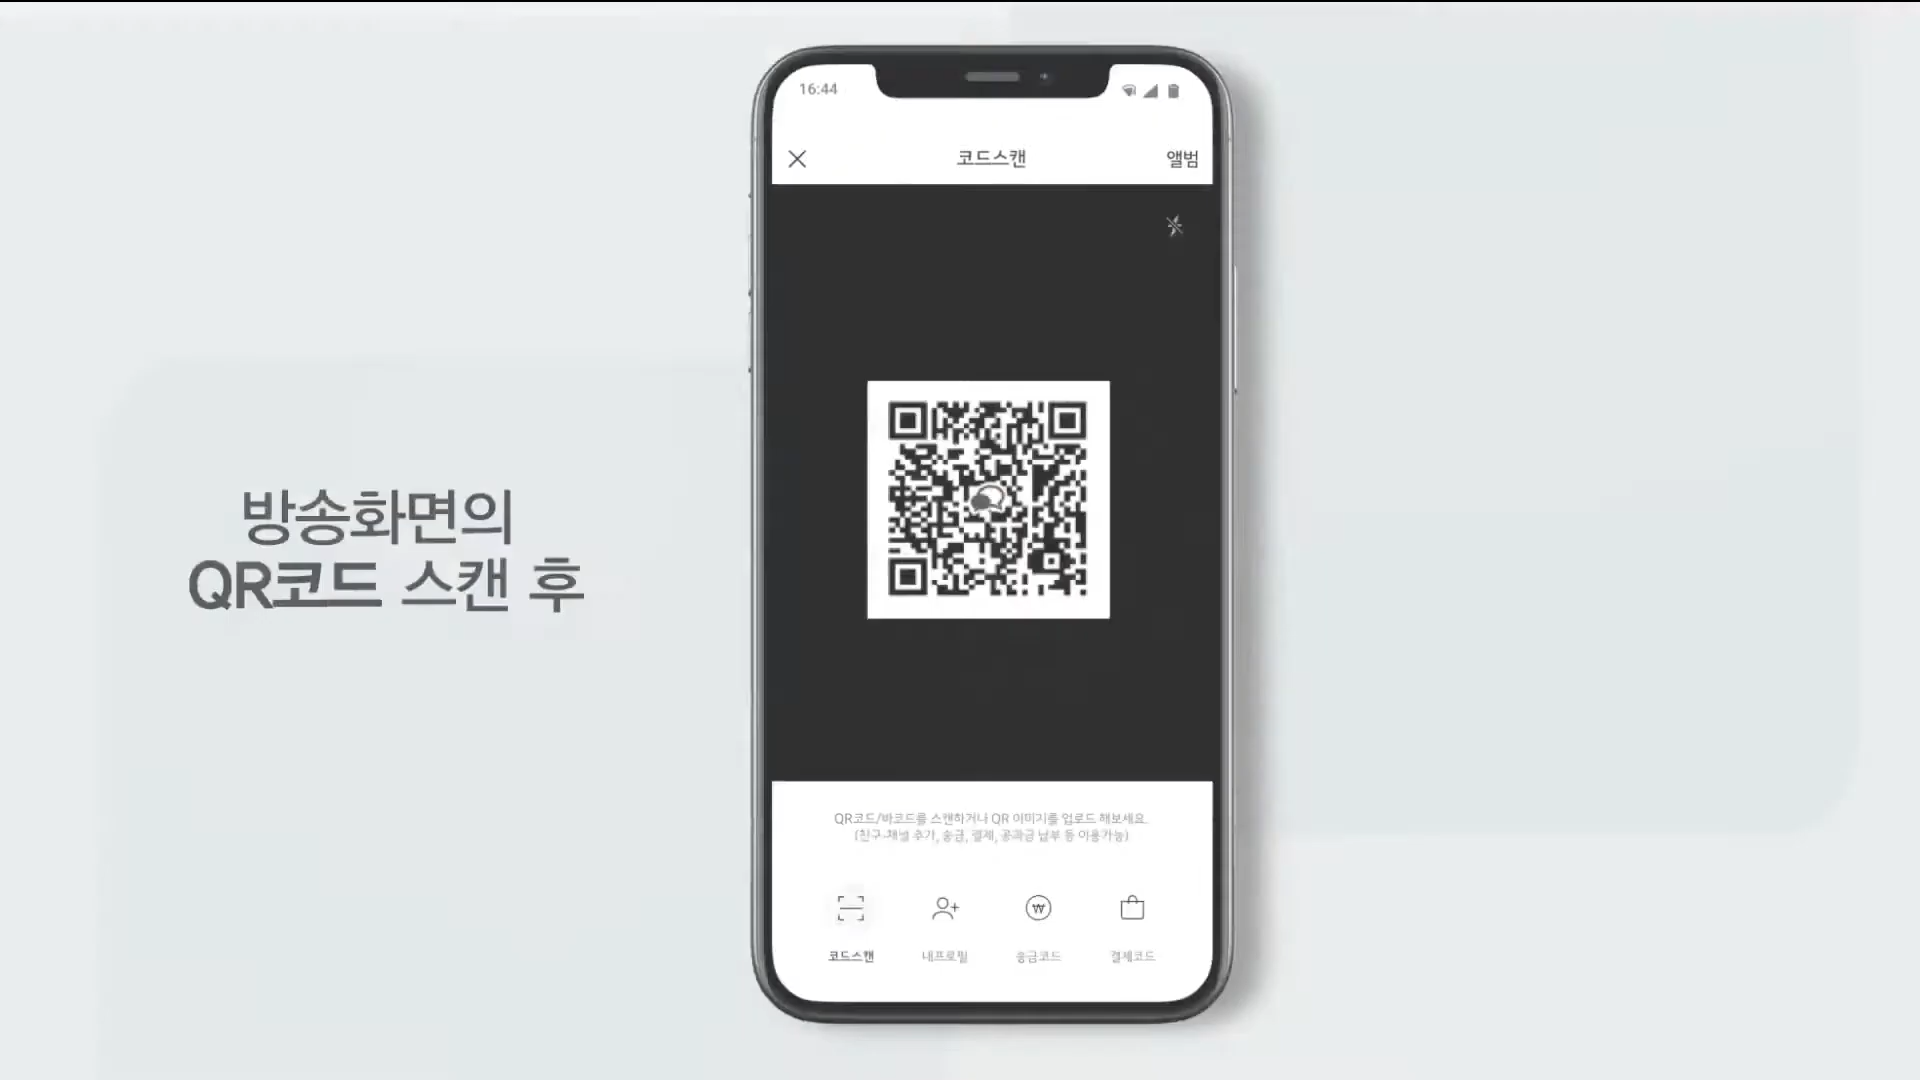 16:44
코드스캔
앨범
방송화면의
QR코드 스캔 후
QR코드/바코드를 스캔하거나 QR 이미지를 업로드 해보세요.
(친구·채널 추가, 송금, 결제, 공과금 납부 등 이용가능)
코드스캔
내프로필
송금코드
결제코드